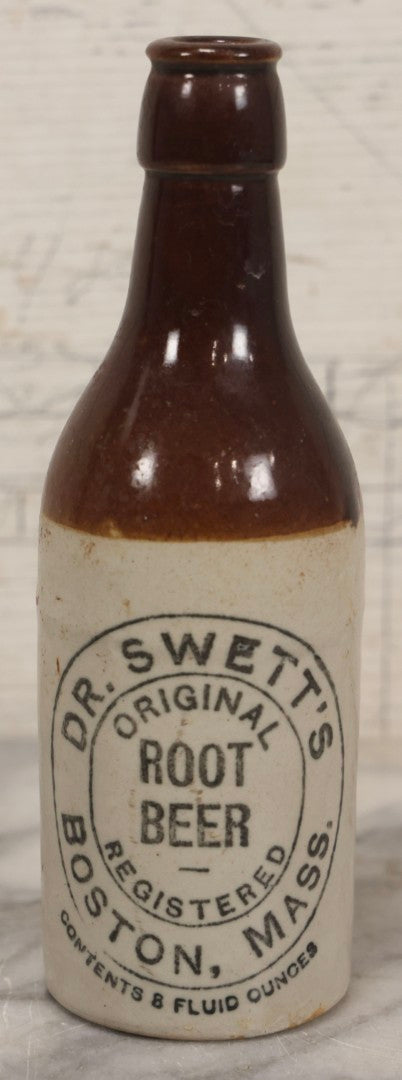 DR. SWETT'S
ORIGINAL
ROOT
BEER
REGISTERED
BOSTON, MASS.
CONTENTS 8 FLUID OUNCES